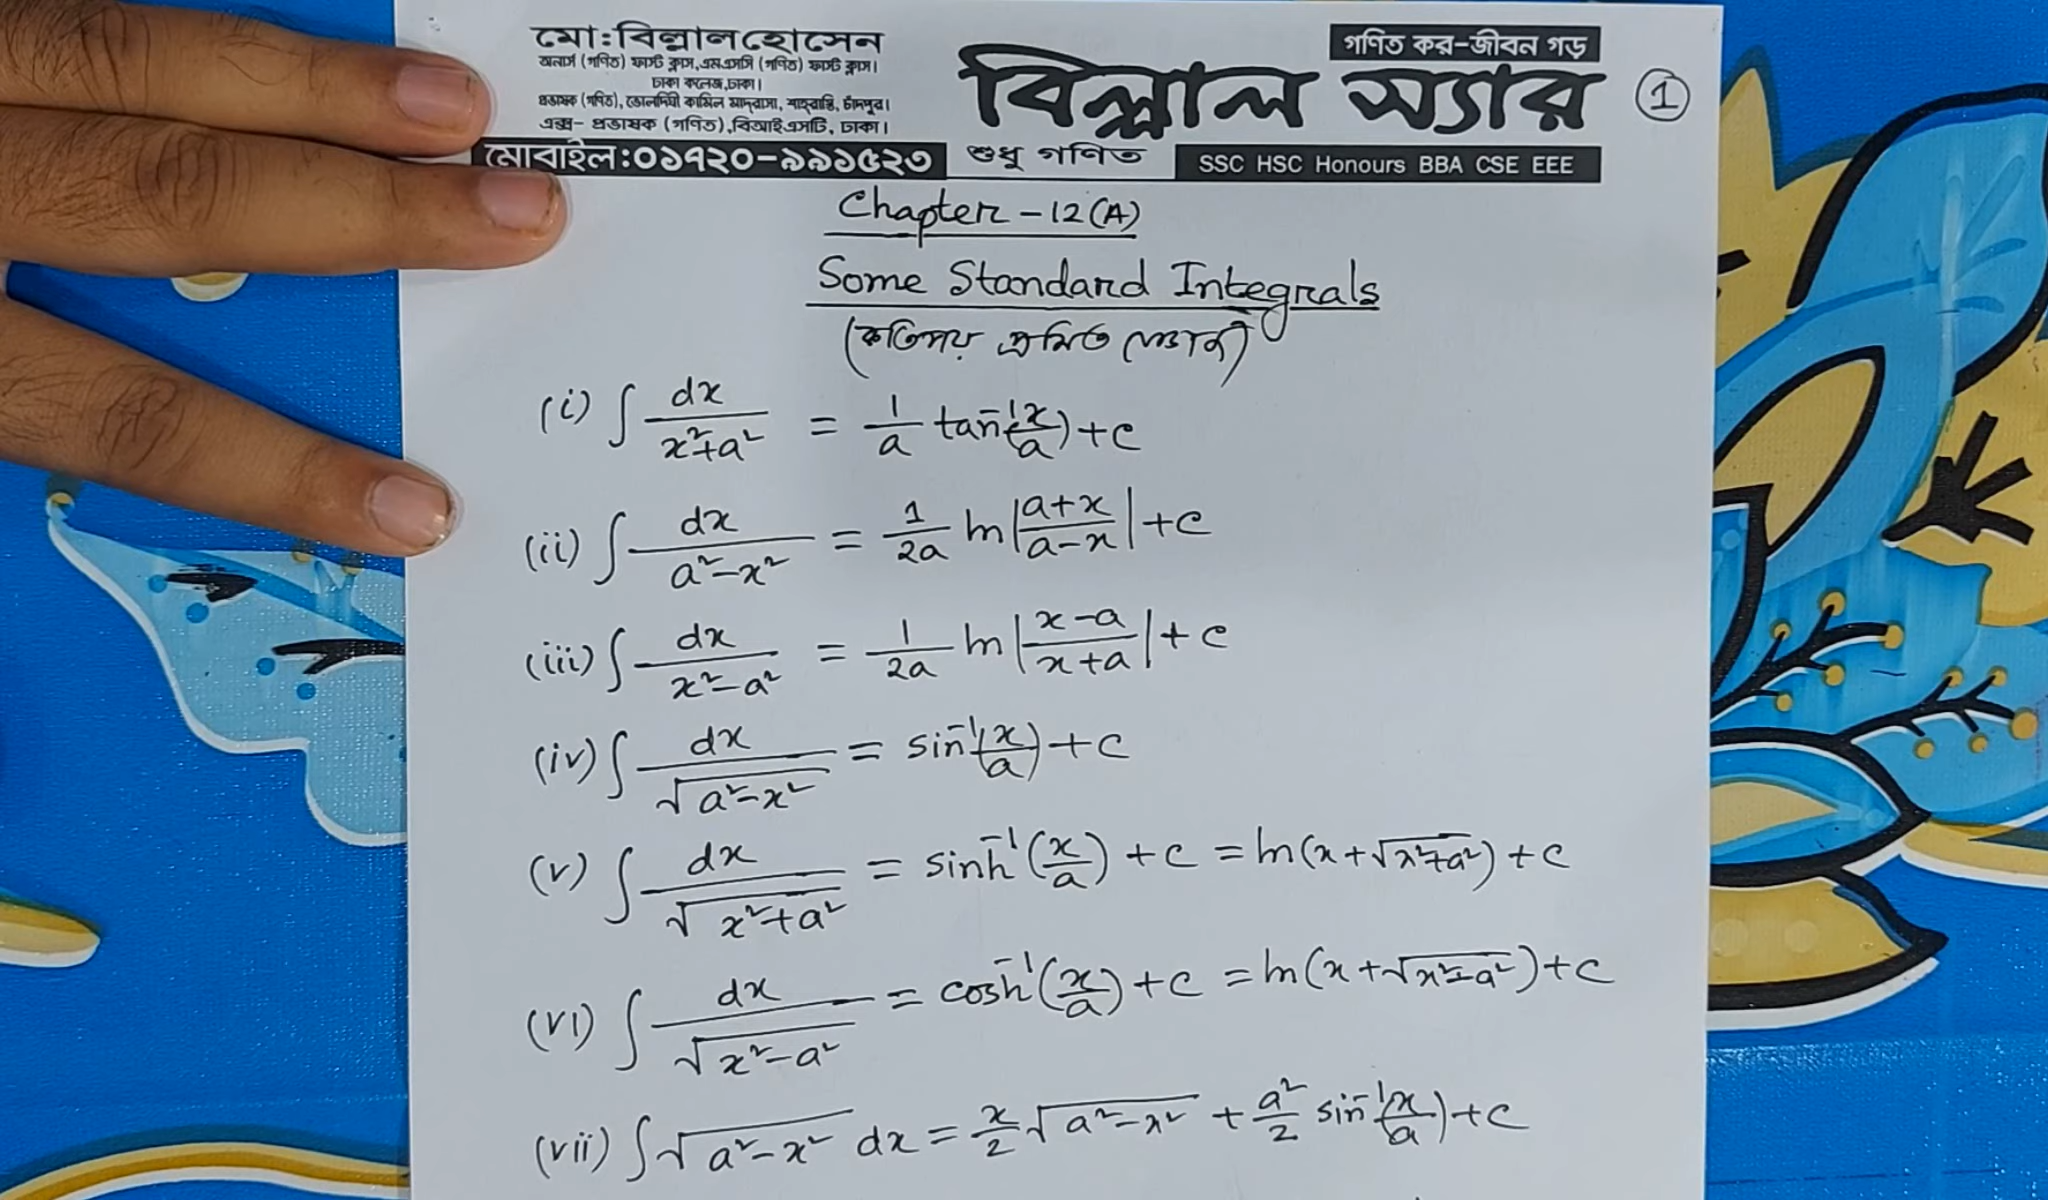 মো:বিল্লাল হোসেন
অনার্স (গণিত) ফার্স্ট ক্লাস,এম.এসসি (গণিত) ফার্স্ট ক্লাস।
ঢাকা কলেজ,ঢাকা।
প্রভাষক (গণিত), ভোলদিঘী কামিল মাদ্রাসা, শাহ্‌রাস্তি, চাঁদপুর।
এক্স- প্রভাষক (গণিত),বিআইএসটি, ঢাকা।
মোবাইল:০১৭২০-৯৯১৫২৩
গণিত কর-জীবন গড়
বিল্লাল স্যার
শুধু গণিত
SSC HSC Honours BBA CSE EEE
1
Chapter - 12(A)
Some Standard Integrals
(কতিপয় প্রমিত যোগজ)
(i) ∫ dx/(x²+a²) = 1/a tan⁻¹(x/a)+c
(ii) ∫ dx/(a²-x²) = 1/2a ln|(a+x)/(a-x)|+c
(iii) ∫ dx/(x²-a²) = 1/2a ln|(x-a)/(x+a)|+c
(iv) ∫ dx/√(a²-x²) = sin⁻¹(x/a)+c
(v) ∫ dx/√(x²+a²) = sinh⁻¹(x/a)+c = ln(x+√(x²+a²))+c
(vi) ∫ dx/√(x²-a²) = cosh⁻¹(x/a)+c = ln(x+√(x²-a²))+c
(vii) ∫√(a²-x²) dx = x/2 √(a²-x²) + a²/2 sin⁻¹(x/a)+c